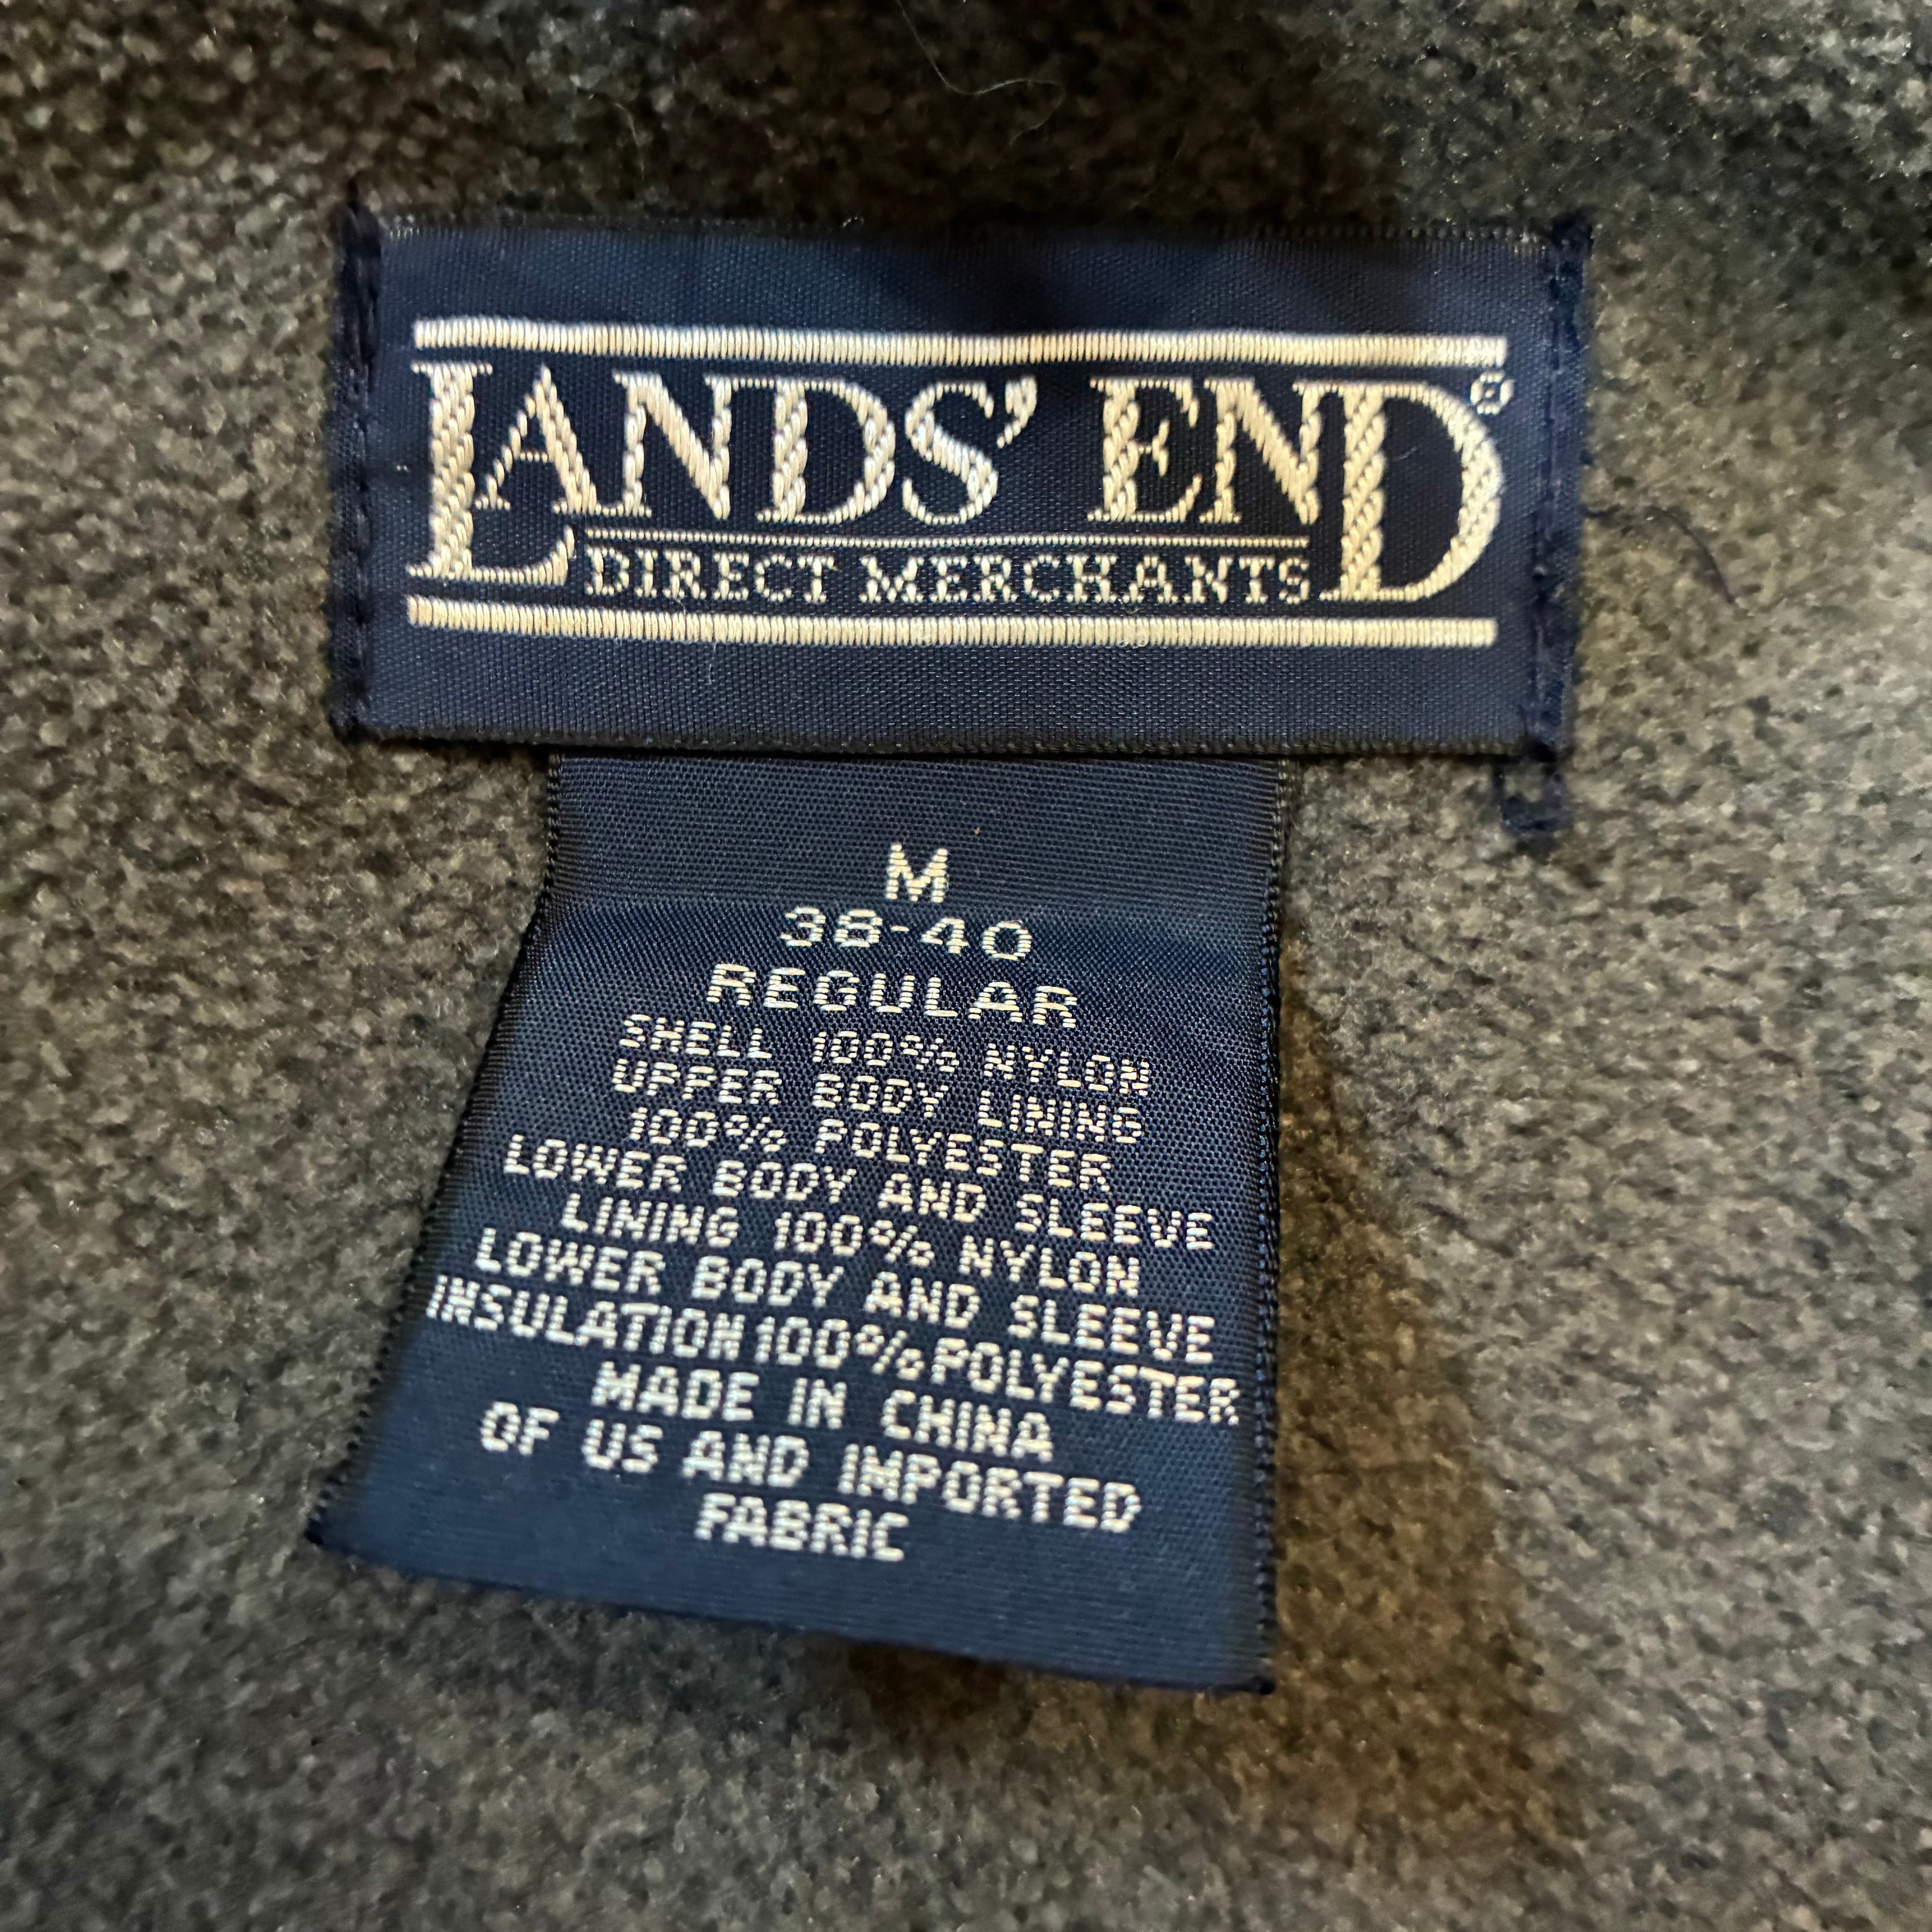 LANDS' END®
DIRECT MERCHANTS
M
38-40
REGULAR
SHELL 100% NYLON
UPPER BODY LINING
100% POLYESTER
LOWER BODY AND SLEEVE
LINING 100% NYLON
LOWER BODY AND SLEEVE
INSULATION 100% POLYESTER
MADE IN CHINA
OF US AND IMPORTED
FABRIC